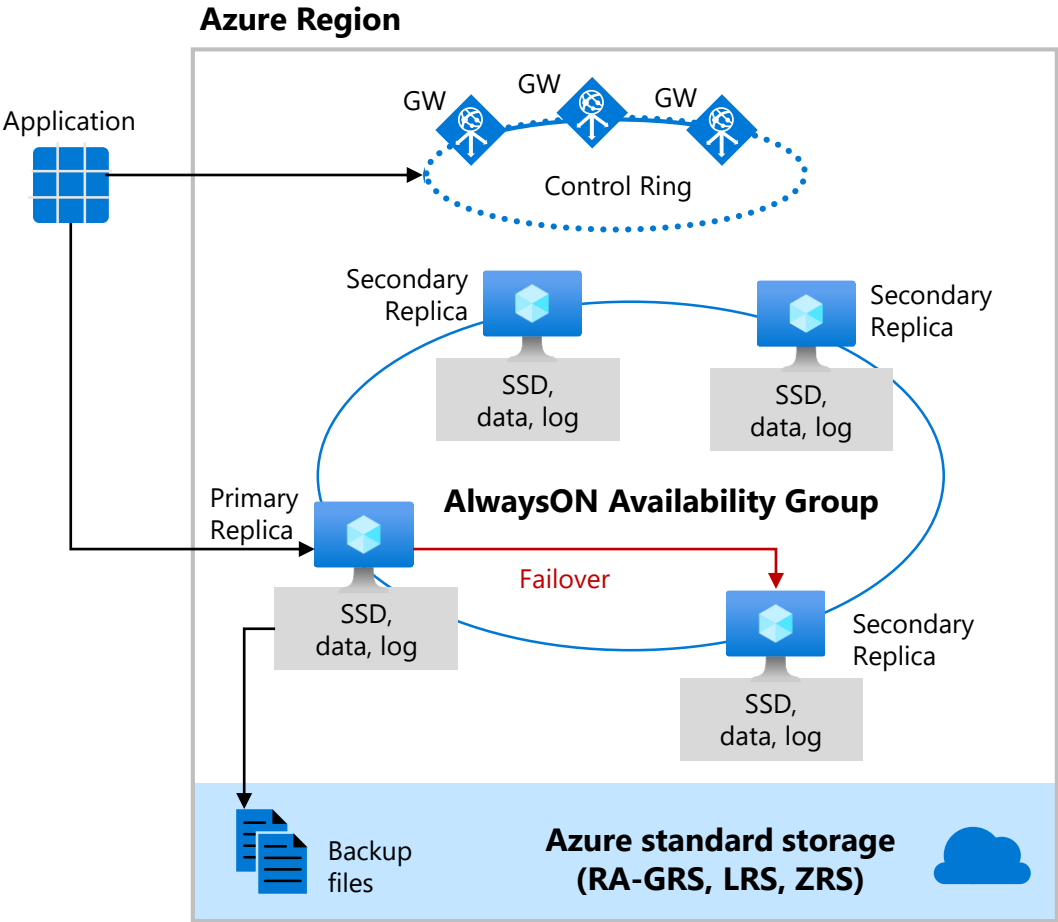 Azure Region
Application
GW
GW
GW
Control Ring
Secondary
Replica
Secondary
Replica
SSD,
data, log
SSD,
data, log
Primary
Replica
AlwaysON Availability Group
Failover
SSD,
data, log
Secondary
Replica
SSD,
data, log
Backup
files
Azure standard storage
(RA-GRS, LRS, ZRS)